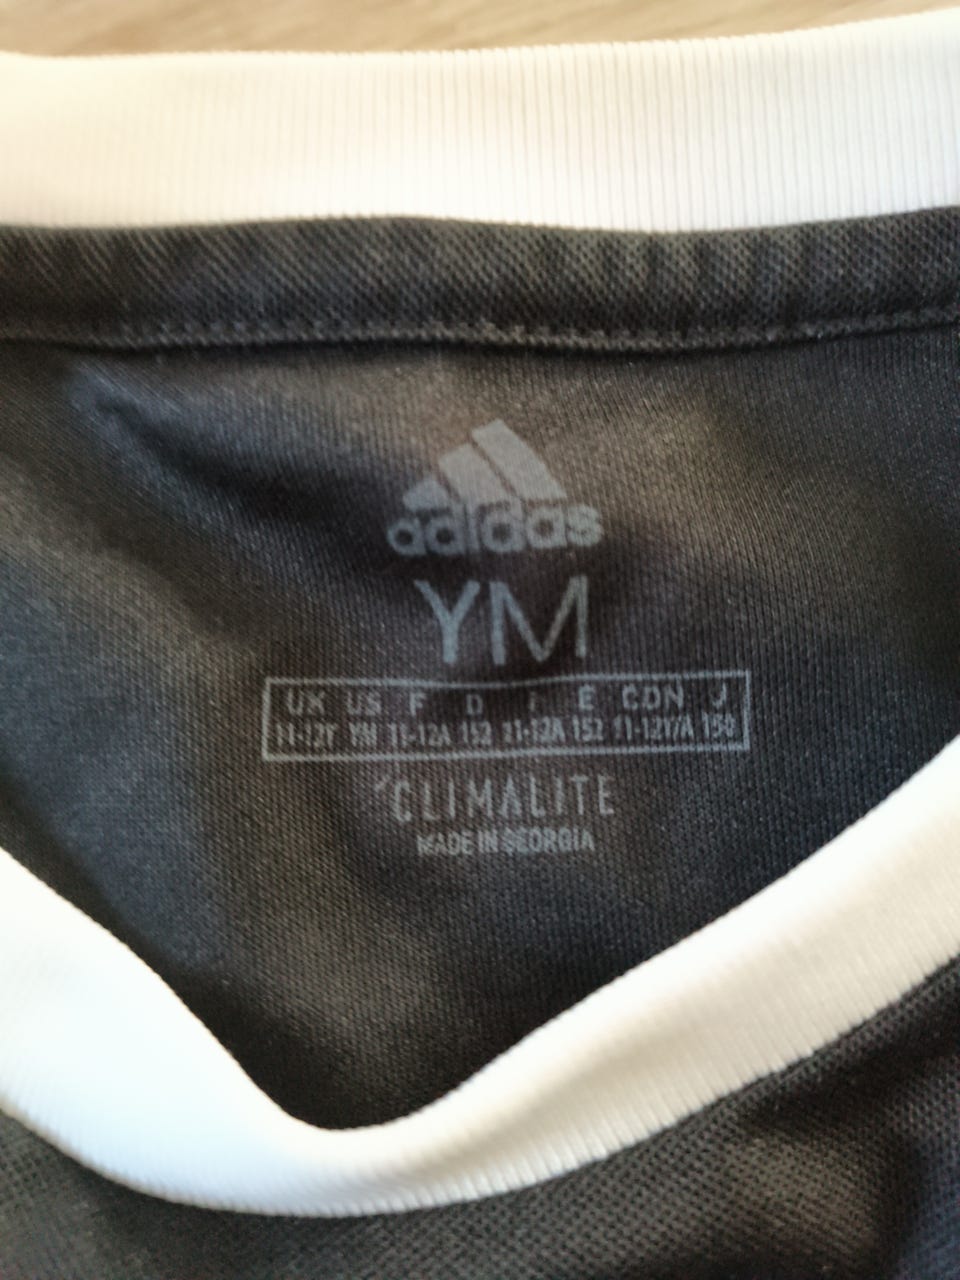 adidas
YM
UK US F D I E CDN J
11-12Y YM 11-12A 152 11-12A 152 11-12Y/A 150
CLIMALITE
MADE IN GEORGIA